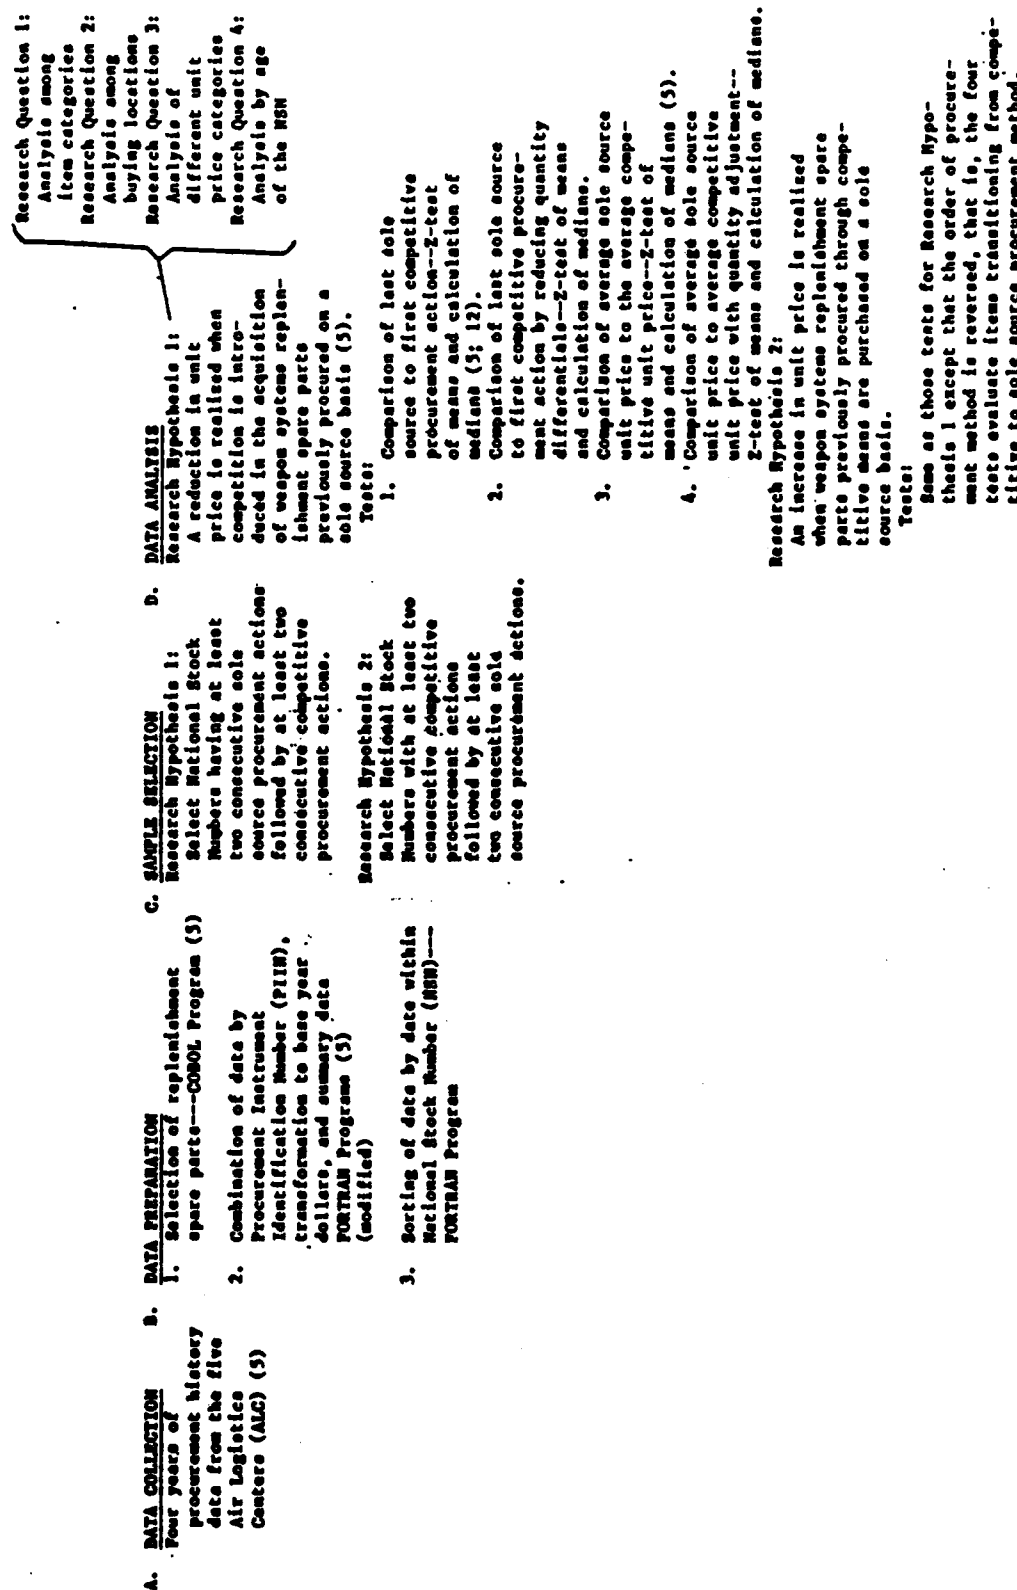 A. DATA COLLECTION
Four years of
procurement history
data from the five
Air Logistics
Centers (ALC) (5)
B. DATA PREPARATION
1. Selection of replenishment
spare parts---COBOL Program (5)
2. Combination of data by
Procurement Instrument
Identification Number (PIIN),
transformation to base year
dollars, and summary data
FORTRAN Programs (5)
(modified)
3. Sorting of data by date within
National Stock Number (NSN)---
FORTRAN Program
C. SAMPLE SELECTION
Research Hypothesis 1:
Select National Stock
Numbers having at least
two consecutive sole
source procurement actions
followed by at least two
consecutive competitive
procurement actions.
Research Hypothesis 2:
Select National Stock
Numbers with at least two
consecutive competitive
procurement actions
followed by at least
two consecutive sole
source procurement actions.
D. DATA ANALYSIS
Research Hypothesis 1:
A reduction in unit
price is realized when
competition is intro-
duced in the acquisition
of weapon systems replen-
ishment spare parts
previously procured on a
sole source basis (5).
Tests:
1. Comparison of last sole
source to first competitive
procurement action--Z-test
of means and calculation of
medians (5; 12).
2. Comparison of last sole source
to first competitive procure-
ment action by reducing quantity
differentials--Z-test of means
and calculation of medians.
3. Comparison of average sole source
unit price to the average compe-
titive unit price--Z-test of
means and calculation of medians (5).
4. Comparison of average sole source
unit price to average competitive
unit price with quantity adjustment--
Z-test of means and calculation of medians.
Research Hypothesis 2:
An increase in unit price is realized
when weapon systems replenishment spare
parts previously procured through compe-
titive means are purchased on a sole
source basis.
Tests:
Same as those tests for Research Hypo-
thesis 1 except that the order of procure-
ment method is reversed, that is, the four
tests evaluate items transitioning from compe-
titive to sole source procurement method.
Research Question 1:
Analysis among
item categories
Research Question 2:
Analysis among
buying locations
Research Question 3:
Analysis of
different unit
price categories
Research Question 4:
Analysis by age
of the NSN